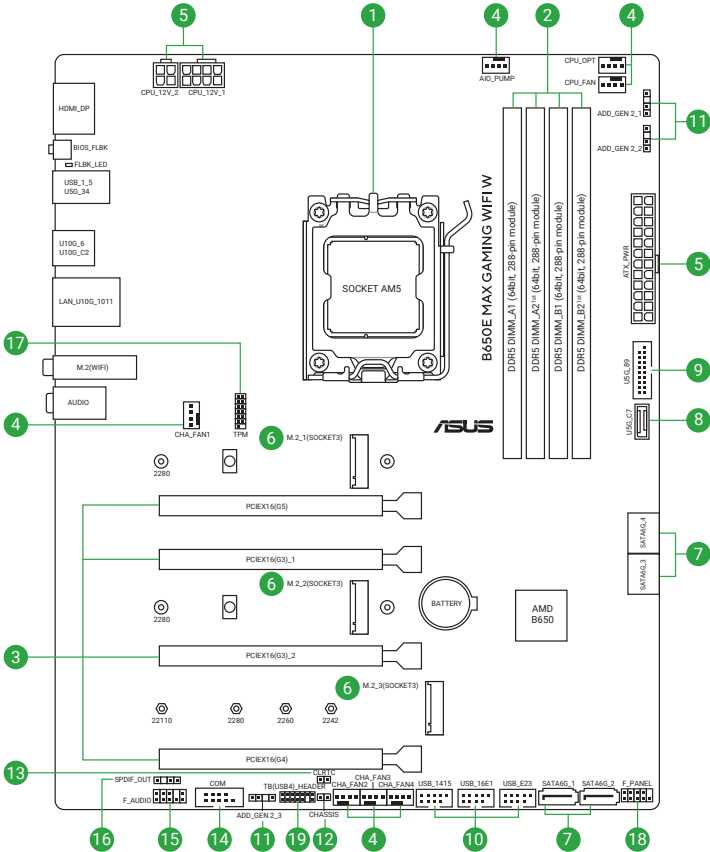 5
1
4
2
4
CPU_12V_2
CPU_12V_1
AIO_PUMP
CPU_OPT
CPU_FAN
ADD_GEN 2_1
11
ADD_GEN 2_2
HDMI_DP
BIOS_FLBK
FLBK_LED
USB_1_5
U5G_34
U10G_6
U10G_C2
LAN_U10G_1011
M.2(WIFI)
AUDIO
SOCKET AM5
B650E MAX GAMING WIFI W
DDR5 DIMM_A1 (64bit, 288-pin module)
DDR5 DIMM_A2¹ˢᵗ (64bit, 288-pin module)
DDR5 DIMM_B1 (64bit, 288-pin module)
DDR5 DIMM_B2¹ˢᵗ (64bit, 288-pin module)
ATX_PWR
5
U5G_89
9
U5G_C7
8
17
4
CHA_FAN1
TPM
ASUS
6
M.2_1(SOCKET3)
2280
PCIEX16(G5)
PCIEX16(G3)_1
SATA6G_4
SATA6G_3
7
6
M.2_2(SOCKET3)
2280
BATTERY
AMD
B650
3
PCIEX16(G3)_2
6
M.2_3(SOCKET3)
22110
2280
2260
2242
PCIEX16(G4)
13
CLRTC
SPDIF_OUT
COM
TB(USB4)_HEADER
CHA_FAN3
CHA_FAN2
CHA_FAN4
USB_1415
USB_16E1
USB_E23
SATA6G_1
SATA6G_2
F_PANEL
F_AUDIO
ADD_GEN 2_3
CHASSIS
16
15
14
11
19
12
4
10
7
18